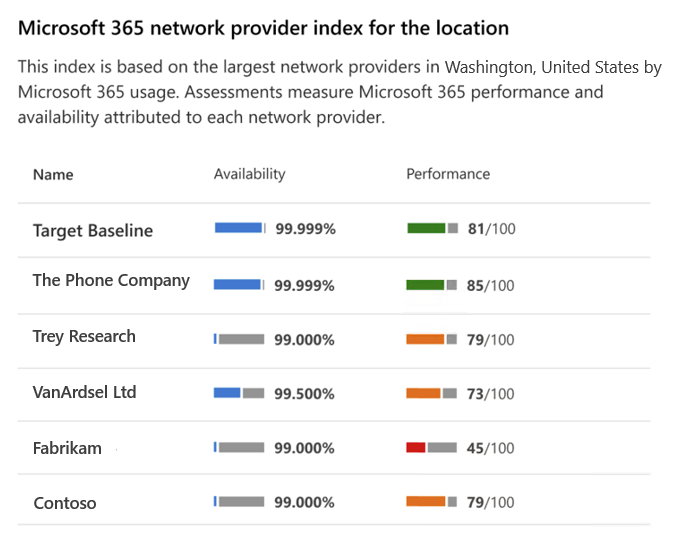 Microsoft 365 network provider index for the location
This index is based on the largest network providers in Washington, United States by
Microsoft 365 usage. Assessments measure Microsoft 365 performance and
availability attributed to each network provider.
Name Availability Performance
Target Baseline 99.999% 81/100
The Phone Company 99.999% 85/100
Trey Research 99.000% 79/100
VanArdsel Ltd 99.500% 73/100
Fabrikam 99.000% 45/100
Contoso 99.000% 79/100